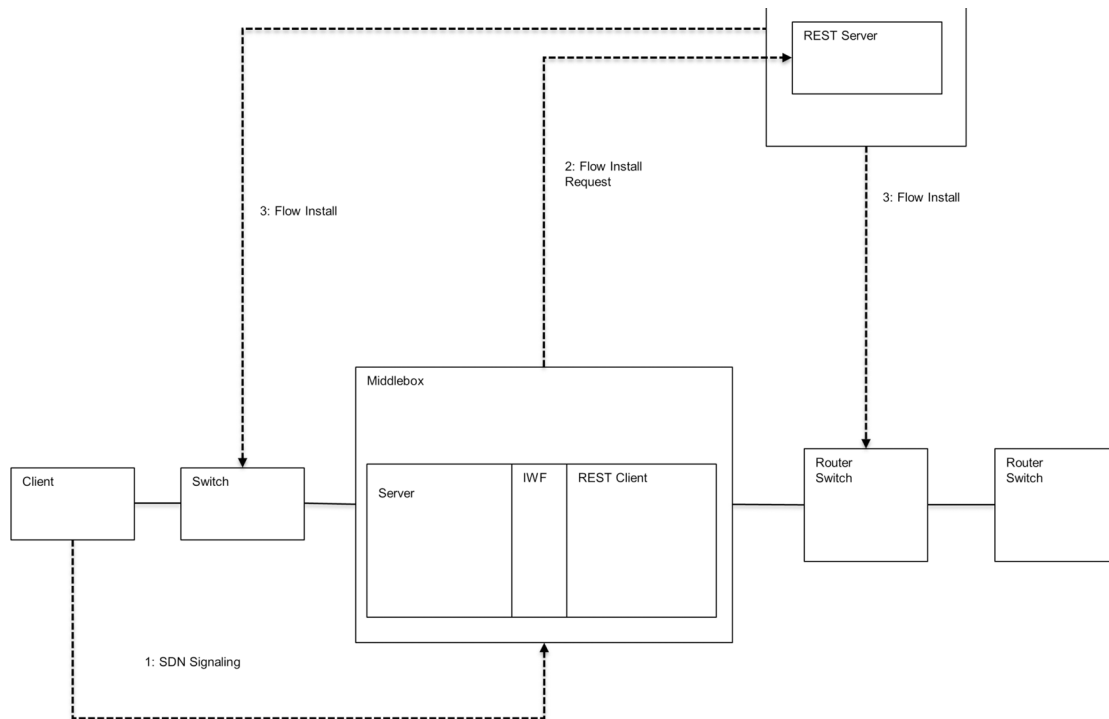 REST Server
2: Flow Install
Request
3: Flow Install
3: Flow Install
Middlebox
Client
Switch
Server
IWF
REST Client
Router
Switch
Router
Switch
1: SDN Signaling